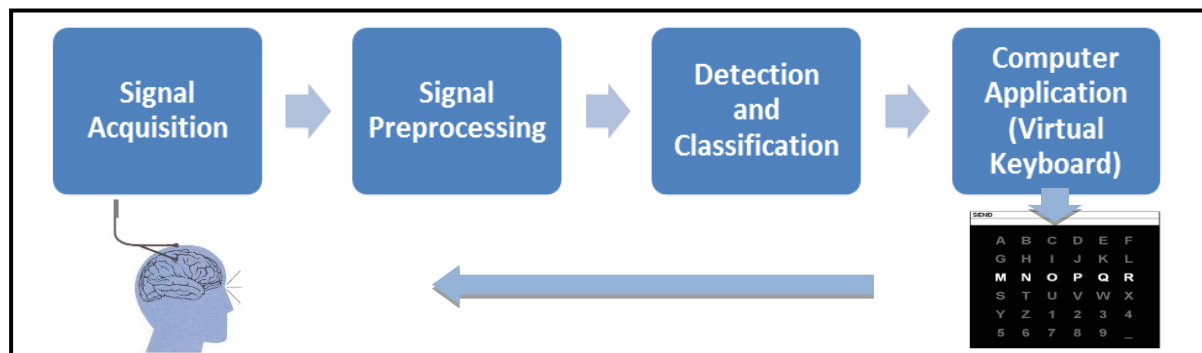 Signal
Acquisition
Signal
Preprocessing
Detection
and
Classification
Computer
Application
(Virtual
Keyboard)
SEND
A B C D E F
G H I J K L
M N O P Q R
S T U V W X
Y Z 1 2 3 4
5 6 7 8 9 _